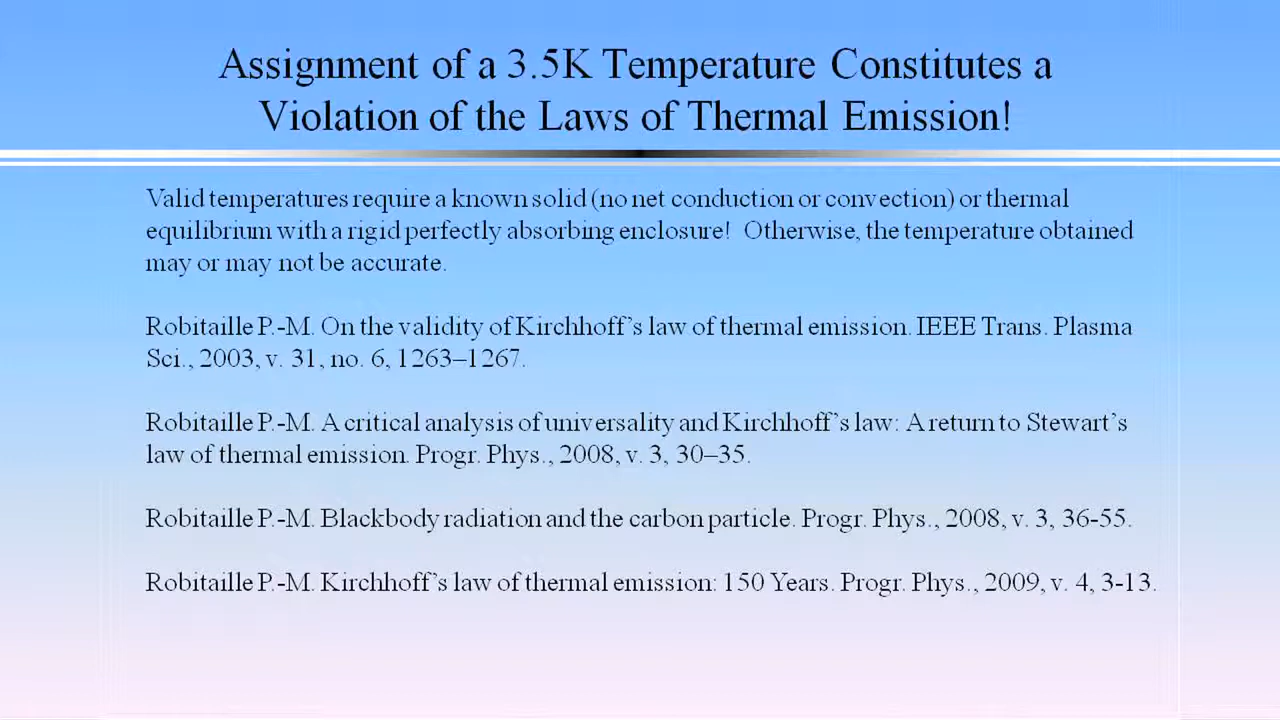 Assignment of a 3.5K Temperature Constitutes a
Violation of the Laws of Thermal Emission!
Valid temperatures require a known solid (no net conduction or convection) or thermal
equilibrium with a rigid perfectly absorbing enclosure! Otherwise, the temperature obtained
may or may not be accurate.
Robitaille P.-M. On the validity of Kirchhoff's law of thermal emission. IEEE Trans. Plasma
Sci., 2003, v. 31, no. 6, 1263–1267.
Robitaille P.-M. A critical analysis of universality and Kirchhoff's law: A return to Stewart's
law of thermal emission. Progr. Phys., 2008, v. 3, 30–35.
Robitaille P.-M. Blackbody radiation and the carbon particle. Progr. Phys., 2008, v. 3, 36-55.
Robitaille P.-M. Kirchhoff's law of thermal emission: 150 Years. Progr. Phys., 2009, v. 4, 3-13.